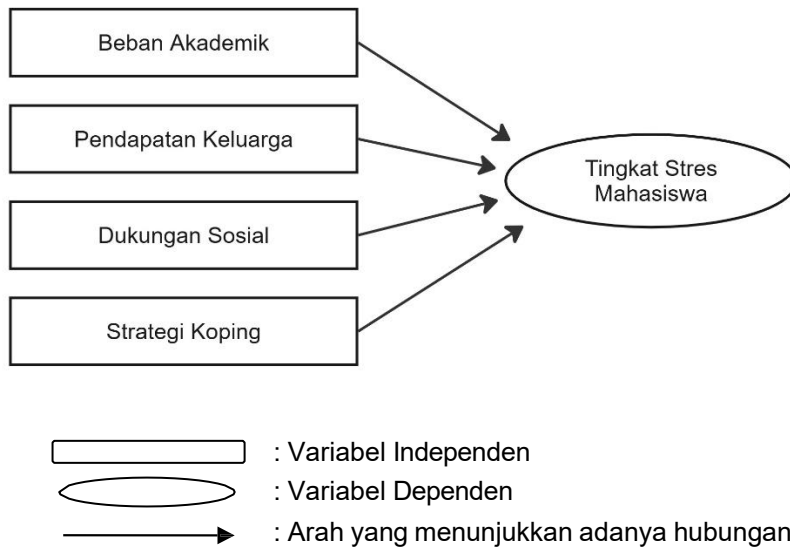 Beban Akademik
Pendapatan Keluarga
Tingkat Stres
Mahasiswa
Dukungan Sosial
Strategi Koping
: Variabel Independen
: Variabel Dependen
: Arah yang menunjukkan adanya hubungan